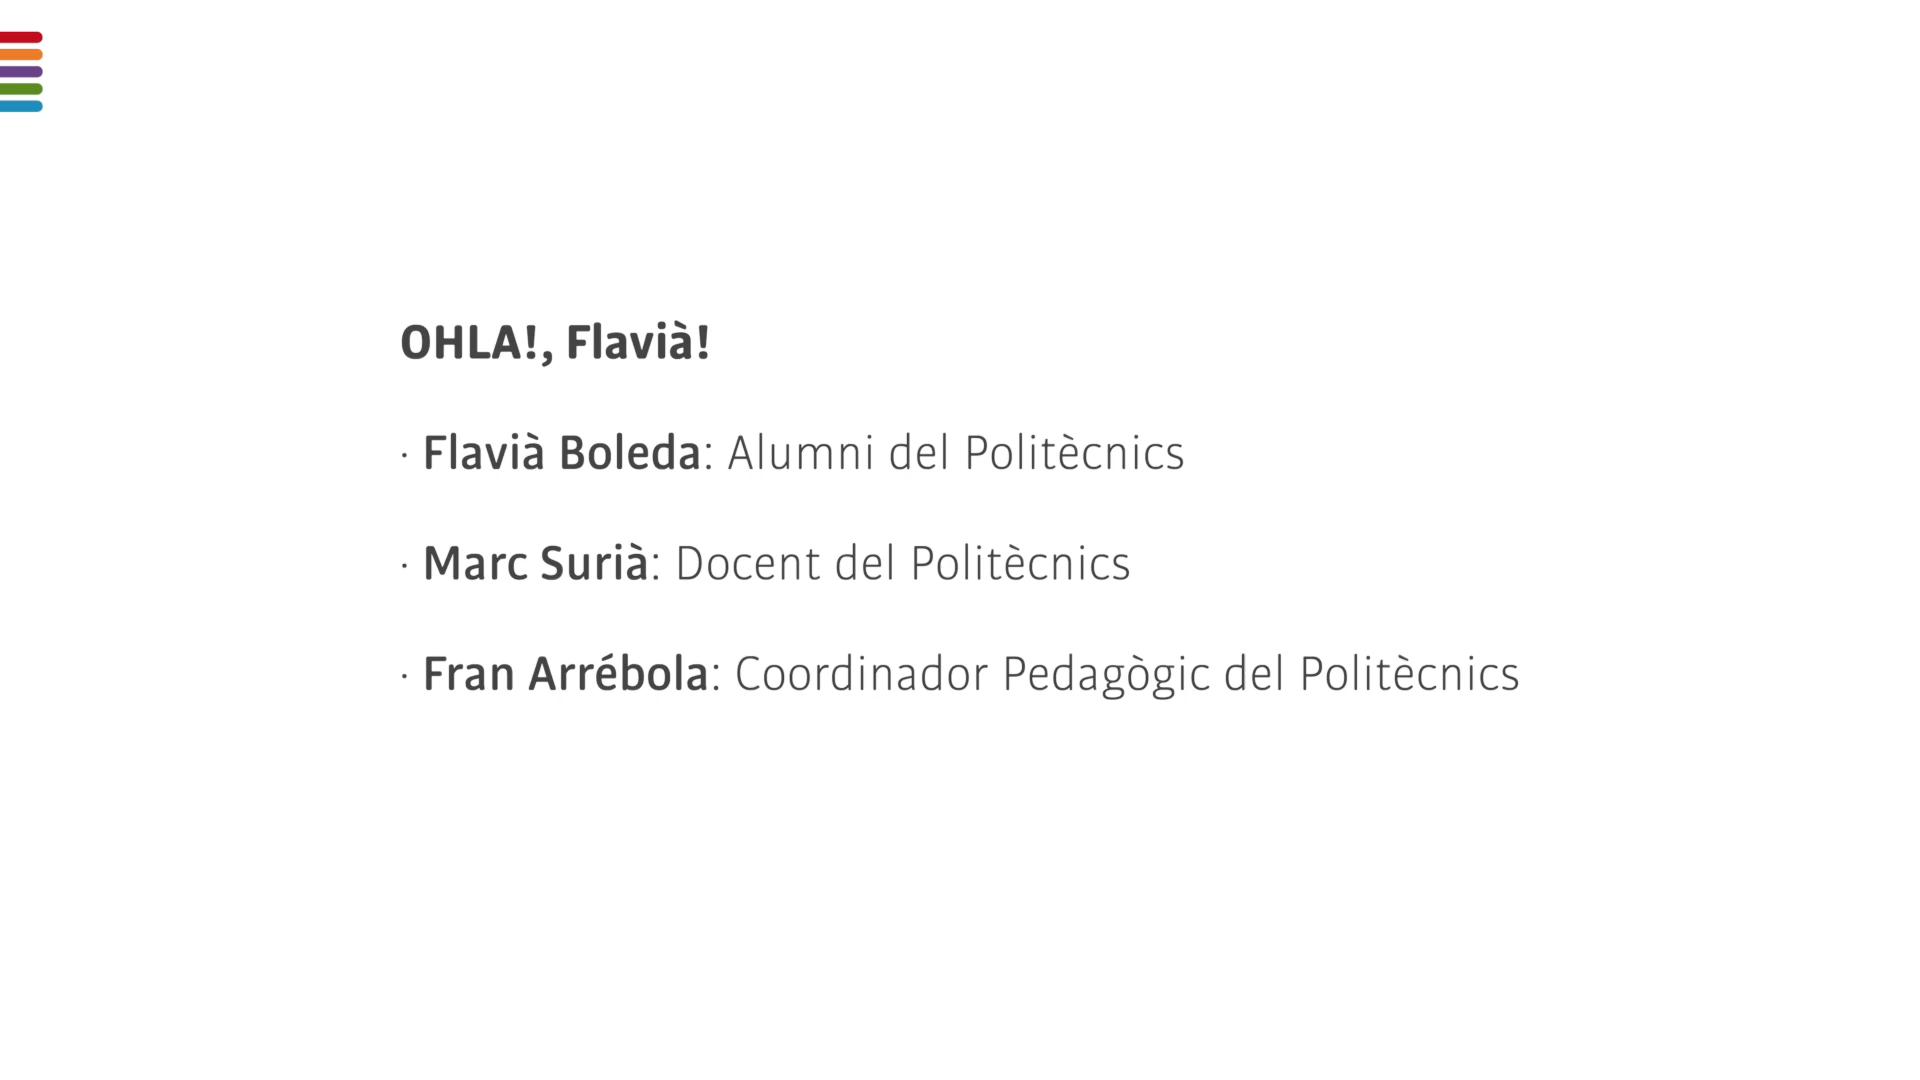 OHLA!, Flavià!
· Flavià Boleda: Alumni del Politècnics
· Marc Surià: Docent del Politècnics
· Fran Arrébola: Coordinador Pedagògic del Politècnics